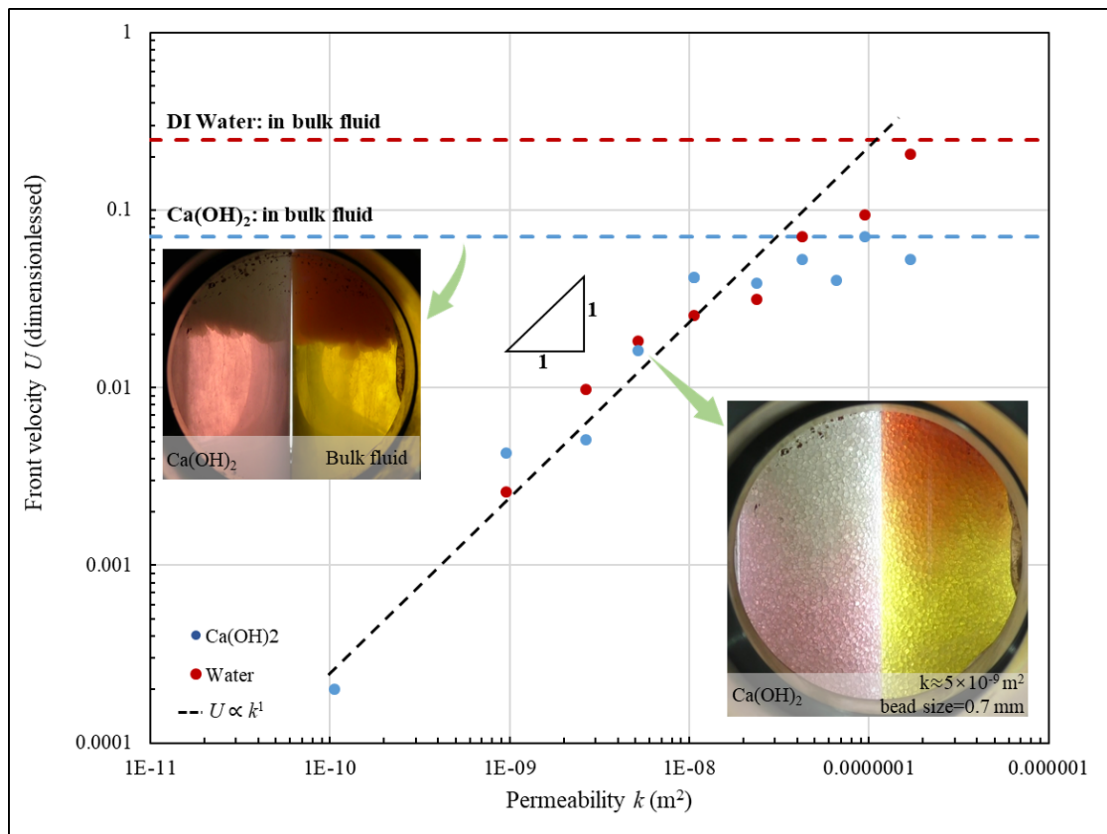 1
DI Water: in bulk fluid
0.1
Ca(OH)₂: in bulk fluid
1
1
0.01
Ca(OH)₂
Bulk fluid
0.001
Ca(OH)2
Water
U ∝ k¹
Ca(OH)₂
k≈5×10⁻⁹ m²
bead size=0.7 mm
0.0001
1E-11
1E-10
1E-09
1E-08
0.0000001
0.000001
Front velocity U (dimensionlessed)
Permeability k (m²)